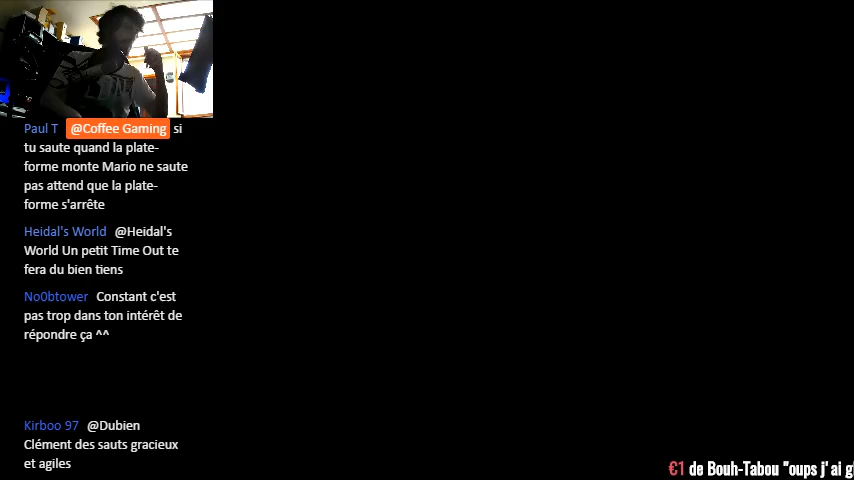 Paul T @Coffee Gaming si
tu saute quand la plate-
forme monte Mario ne saute
pas attend que la plate-
forme s'arrête
Heidal's World @Heidal's
World Un petit Time Out te
fera du bien tiens
No0btower Constant c'est
pas trop dans ton intérêt de
répondre ça ^^
Kirboo 97 @Dubien
Clément des sauts gracieux
et agiles
€1 de Bouh-Tabou "oups j'ai g